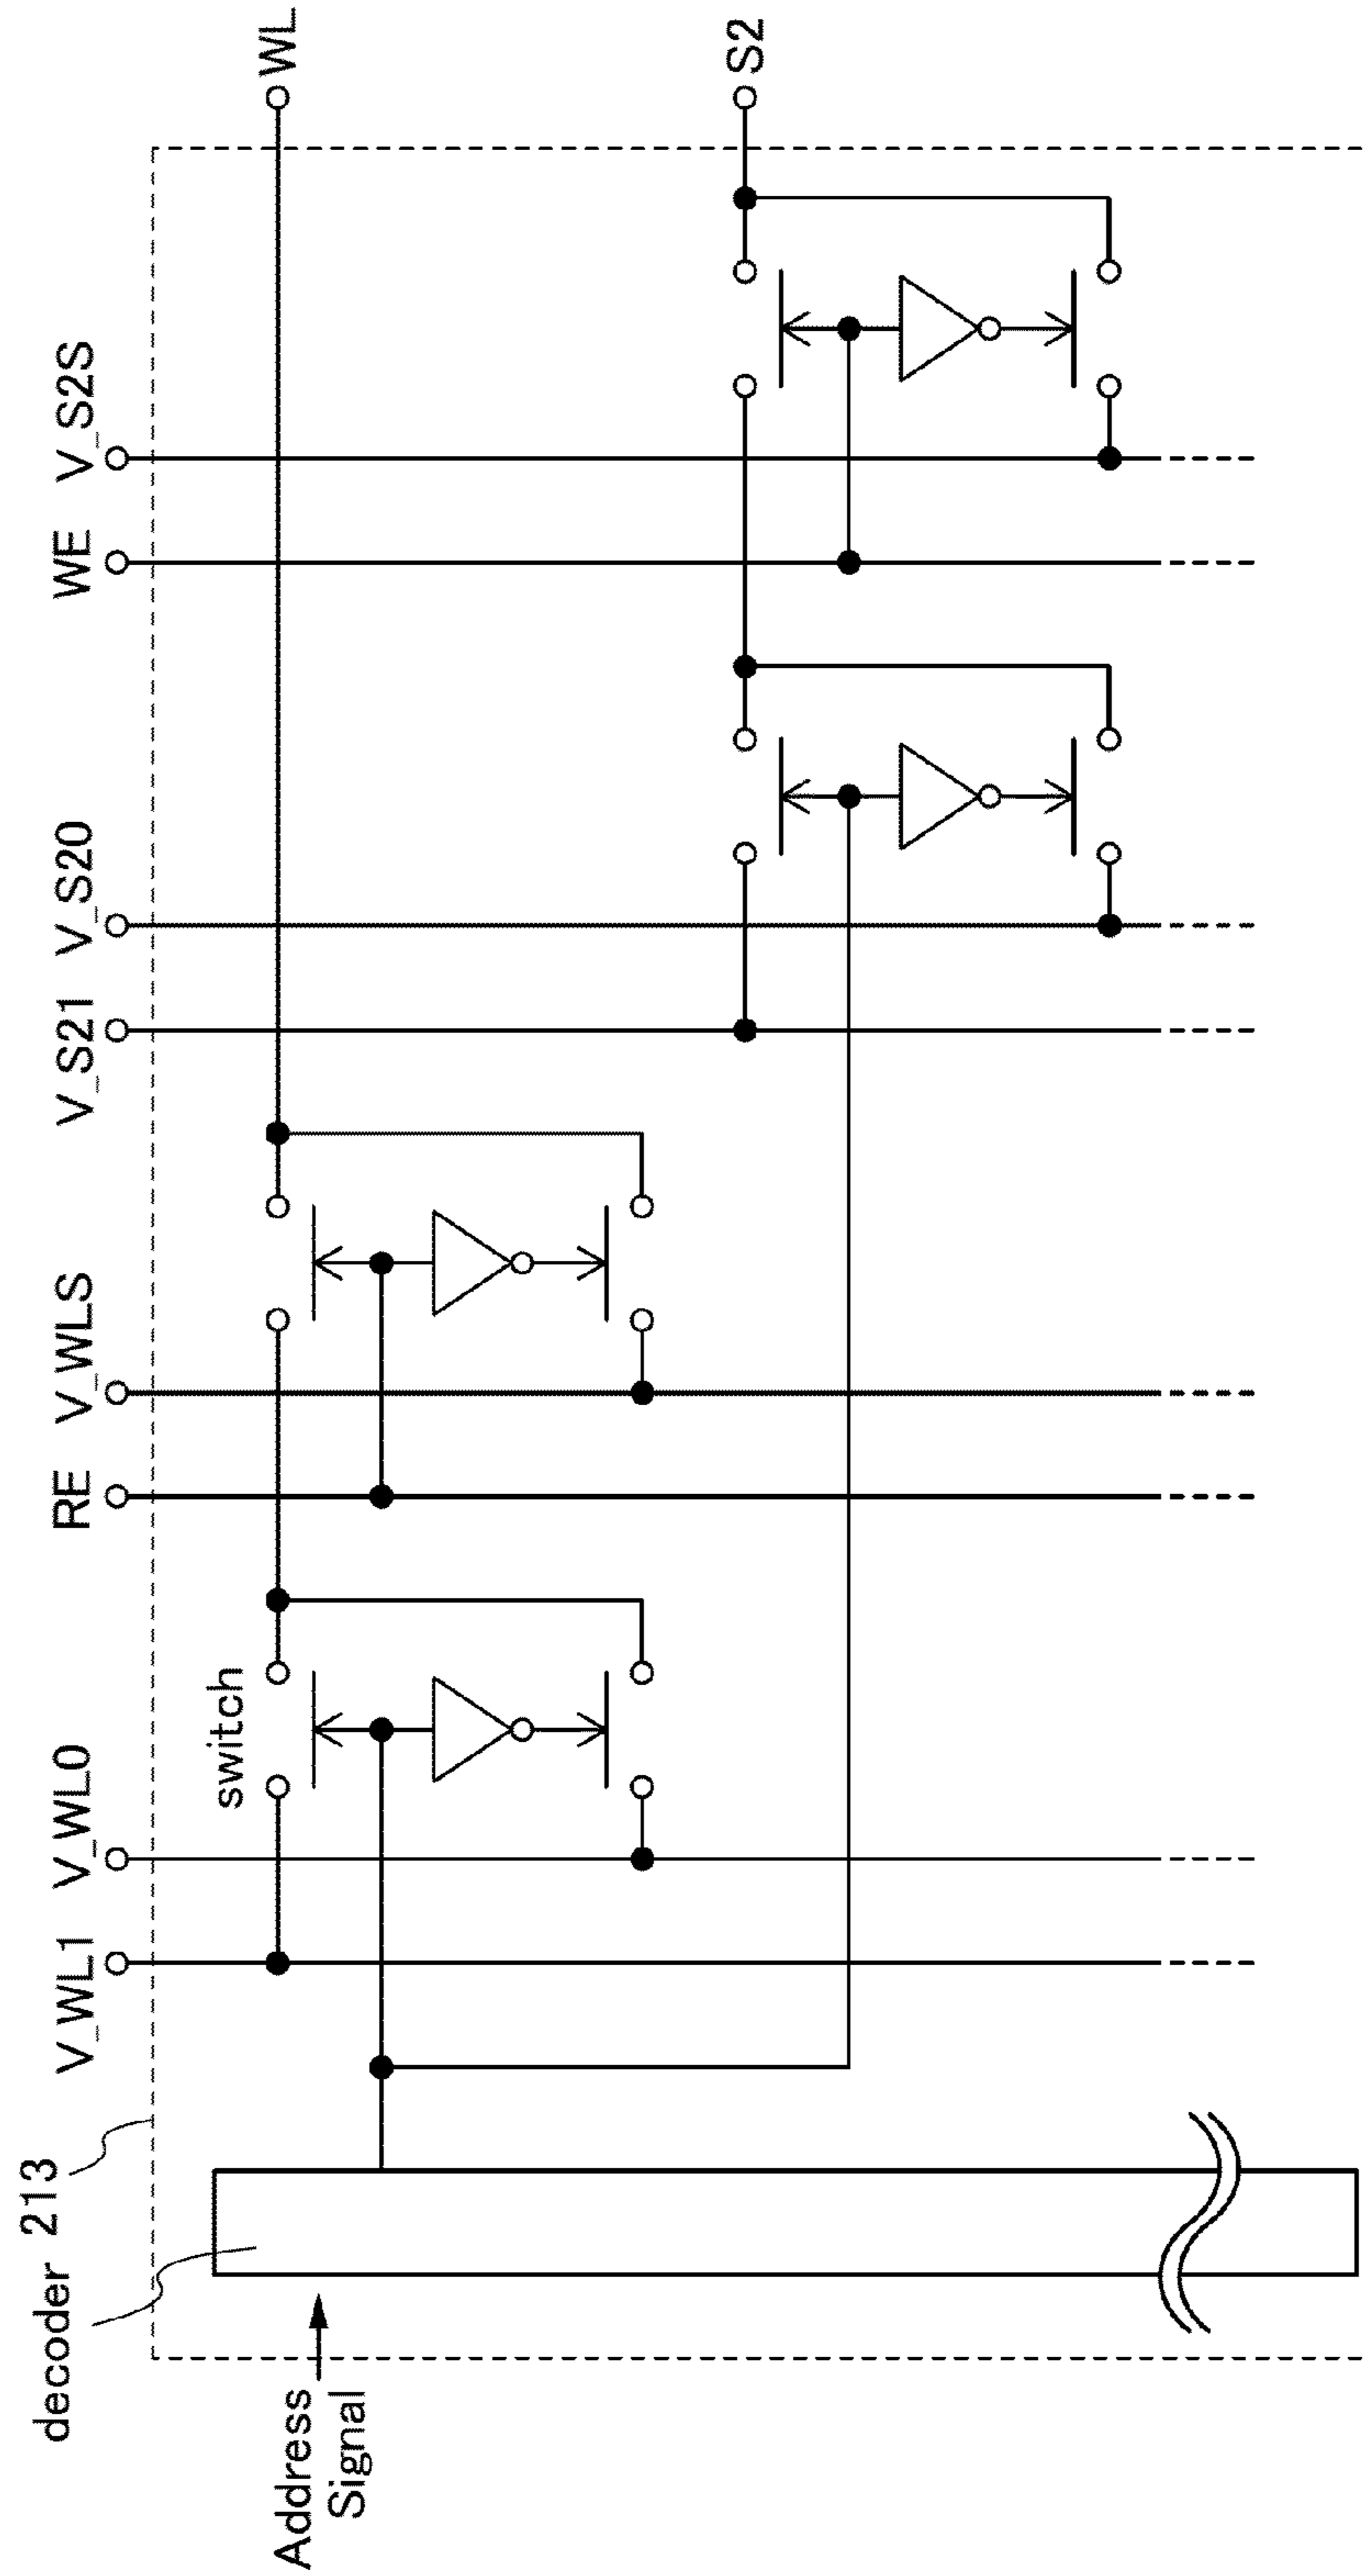 decoder
213
V_WL1
V_WL0
RE
V_WLS
V_S21
V_S20
WE
V_S2S
switch
WL
S2
Address
Signal